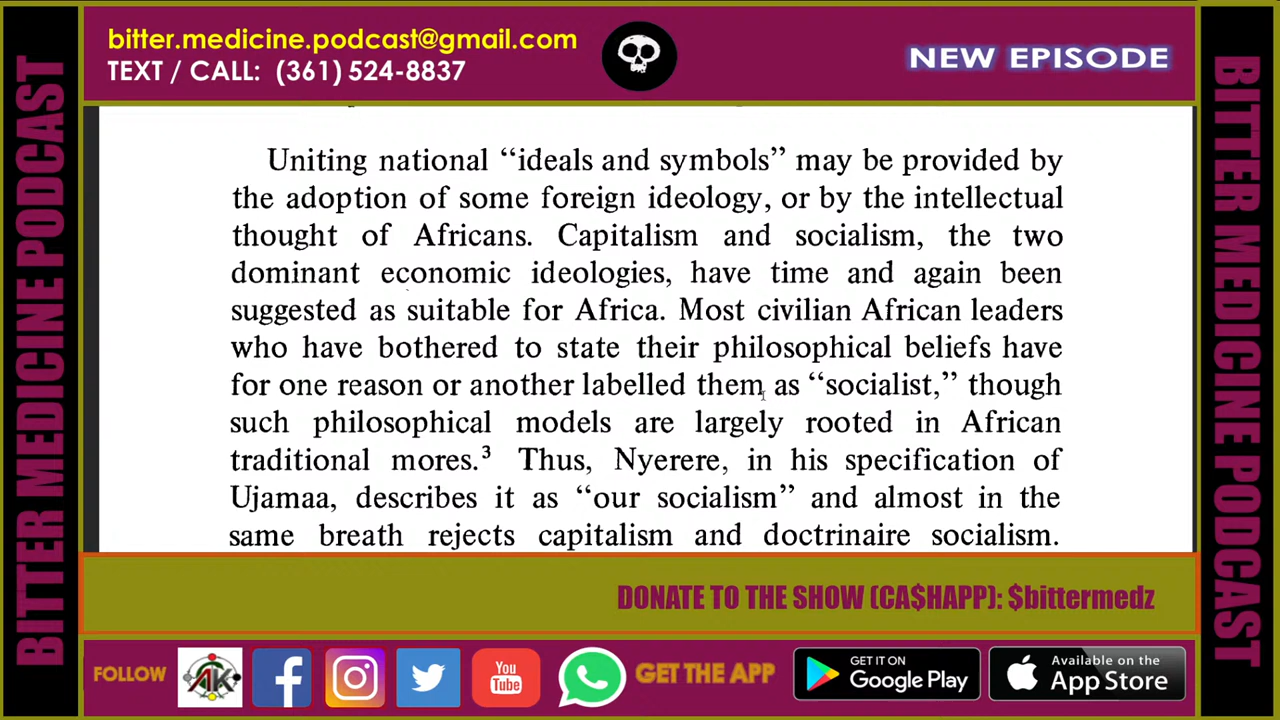 bitter.medicine.podcast@gmail.com
TEXT / CALL: (361) 524-8837
NEW EPISODE
BITTER MEDICINE PODCAST
Uniting national “ideals and symbols” may be provided by
the adoption of some foreign ideology, or by the intellectual
thought of Africans. Capitalism and socialism, the two
dominant economic ideologies, have time and again been
suggested as suitable for Africa. Most civilian African leaders
who have bothered to state their philosophical beliefs have
for one reason or another labelled them as “socialist,” though
such philosophical models are largely rooted in African
traditional mores.³ Thus, Nyerere, in his specification of
Ujamaa, describes it as “our socialism” and almost in the
same breath rejects capitalism and doctrinaire socialism.
BITTER MEDICINE PODCAST
DONATE TO THE SHOW (CA$HAPP): $bittermedz
FOLLOW
You
Tube
GET THE APP
GET IT ON
Google Play
Available on the
App Store